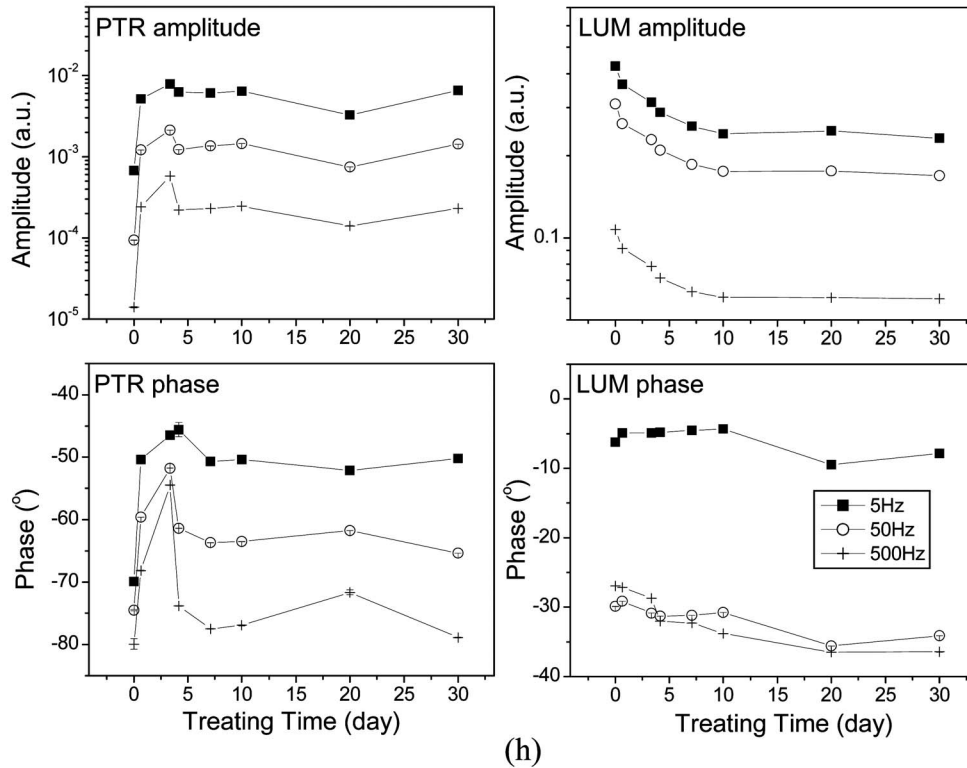 PTR amplitude
Amplitude (a.u.)
10⁻²
10⁻³
10⁻⁴
10⁻⁵
0 5 10 15 20 25 30
LUM amplitude
Amplitude (a.u.)
0.1
0 5 10 15 20 25 30
PTR phase
Phase (°)
-40
-50
-60
-70
-80
0 5 10 15 20 25 30
Treating Time (day)
LUM phase
Phase (°)
0
-10
-20
-30
-40
5Hz
50Hz
500Hz
0 5 10 15 20 25 30
Treating Time (day)
(h)